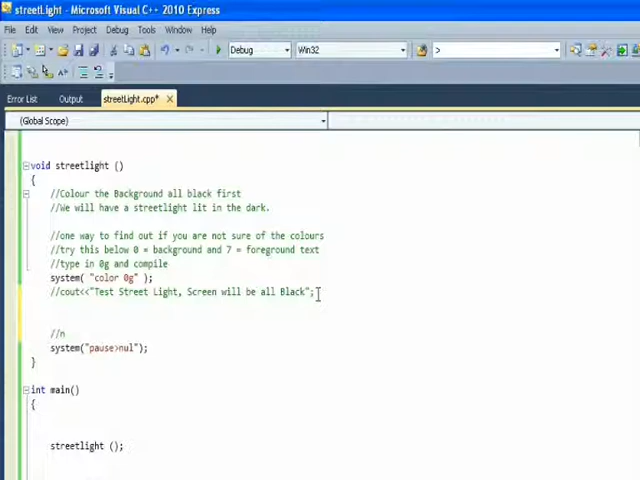 streetLight - Microsoft Visual C++ 2010 Express
File Edit View Project Debug Tools Window Help
Debug Win32 >
Error List Output streetLight.cpp* X
(Global Scope)
void streetlight ()
{
//Colour the Background all black first
//We will have a streetlight lit in the dark.
//one way to find out if you are not sure of the colours
//try this below 0 = background and 7 = foreground text
//type in 0g and compile
system( "color 0g" );
//cout<<"Test Street Light, Screen will be all Black";
//n
system("pause>nul");
}
int main()
{
streetlight ();